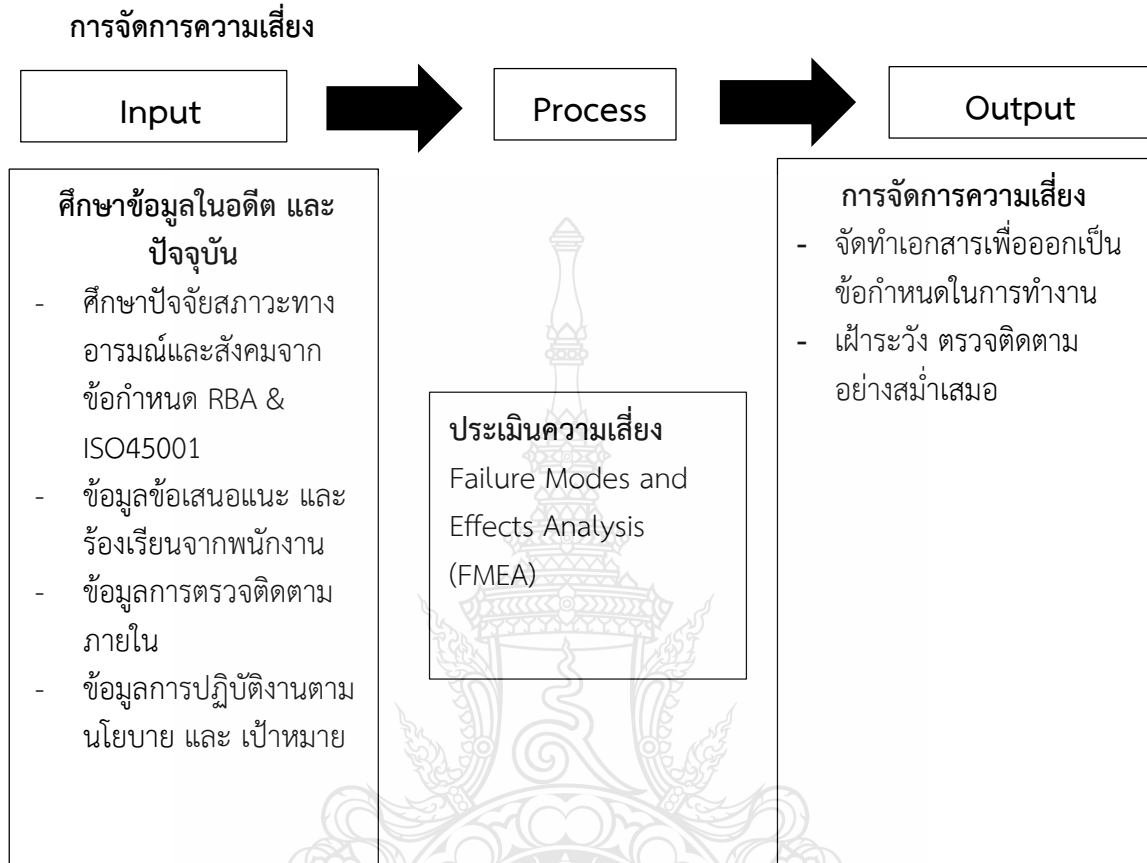 การจัดการความเสี่ยง
Input
Process
Output
ศึกษาข้อมูลในอดีต และ
ปัจจุบัน
- ศึกษาปัจจัยสภาวะทาง
อารมณ์และสังคมจาก
ข้อกำหนด RBA &
ISO45001
- ข้อมูลข้อเสนอแนะ และ
ร้องเรียนจากพนักงาน
- ข้อมูลการตรวจติดตาม
ภายใน
- ข้อมูลการปฏิบัติงานตาม
นโยบาย และ เป้าหมาย
ประเมินความเสี่ยง
Failure Modes and
Effects Analysis
(FMEA)
การจัดการความเสี่ยง
- จัดทำเอกสารเพื่อออกเป็น
ข้อกำหนดในการทำงาน
- เฝ้าระวัง ตรวจติดตาม
อย่างสม่ำเสมอ